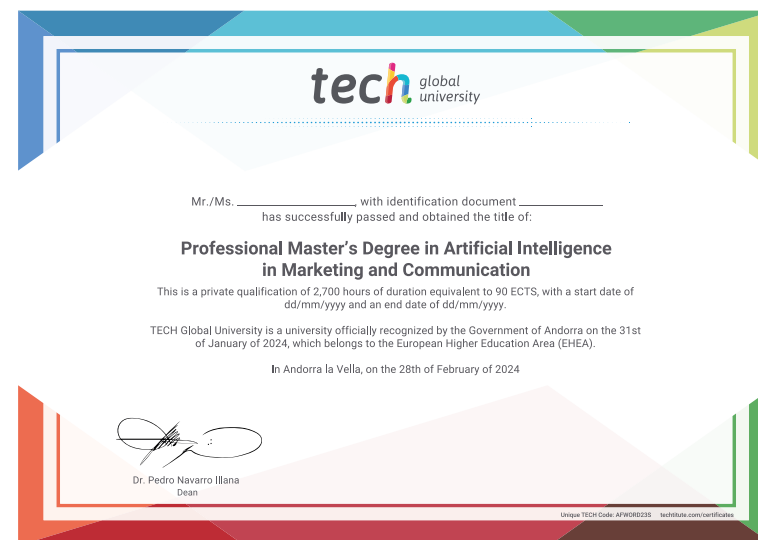 tech global
university
Mr./Ms. ____________, with identification document ____________
has successfully passed and obtained the title of:
Professional Master's Degree in Artificial Intelligence
in Marketing and Communication
This is a private qualification of 2,700 hours of duration equivalent to 90 ECTS, with a start date of
dd/mm/yyyy and an end date of dd/mm/yyyy.
TECH Global University is a university officially recognized by the Government of Andorra on the 31st
of January of 2024, which belongs to the European Higher Education Area (EHEA).
In Andorra la Vella, on the 28th of February of 2024
Dr. Pedro Navarro Illana
Dean
Unique TECH Code: AFWORD23S techtitute.com/certificates